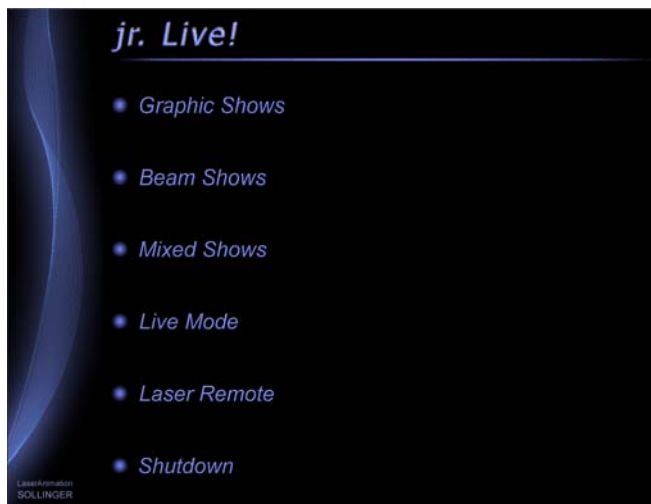 jr. Live!
Graphic Shows
Beam Shows
Mixed Shows
Live Mode
Laser Remote
Shutdown
LaserAnimation
SOLLINGER